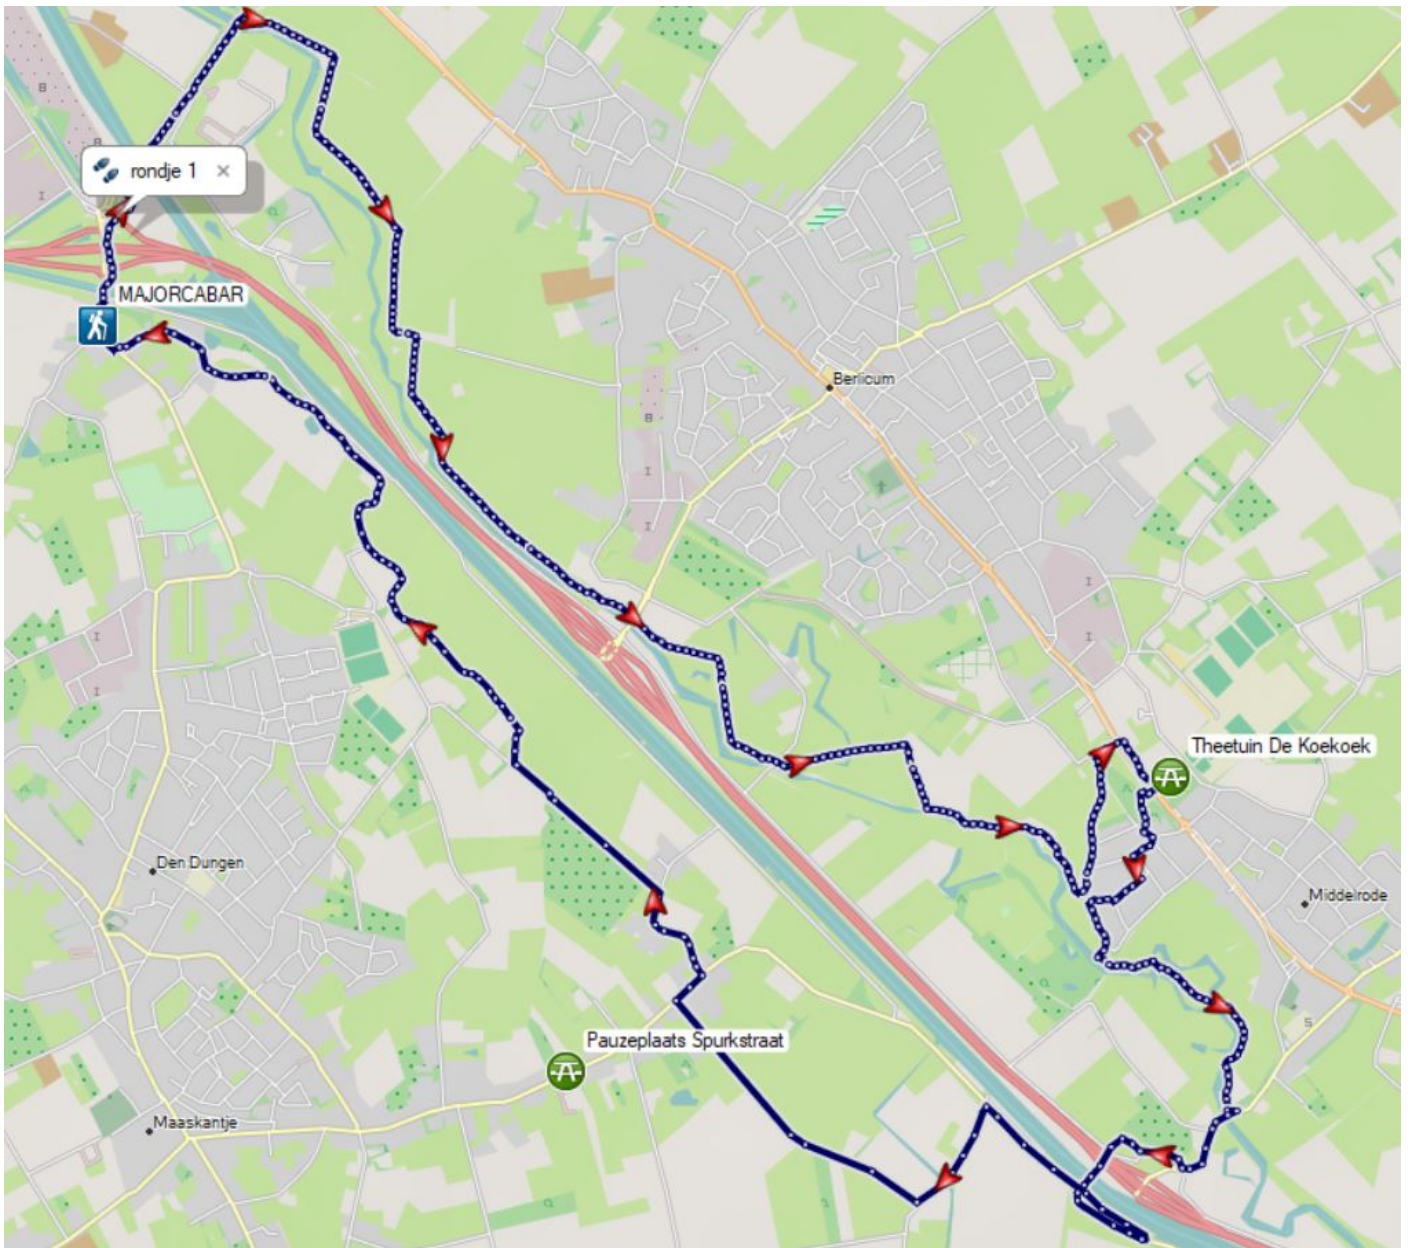 B
B
rondje 1 ×
I
MAJORCABAR
Berlicum
B
I
I
I
I
I
I
Theetuin De Koekoek
Den Dungen
Middelrode
S
Pauzeplaats Spurkstraat
Maaskantje